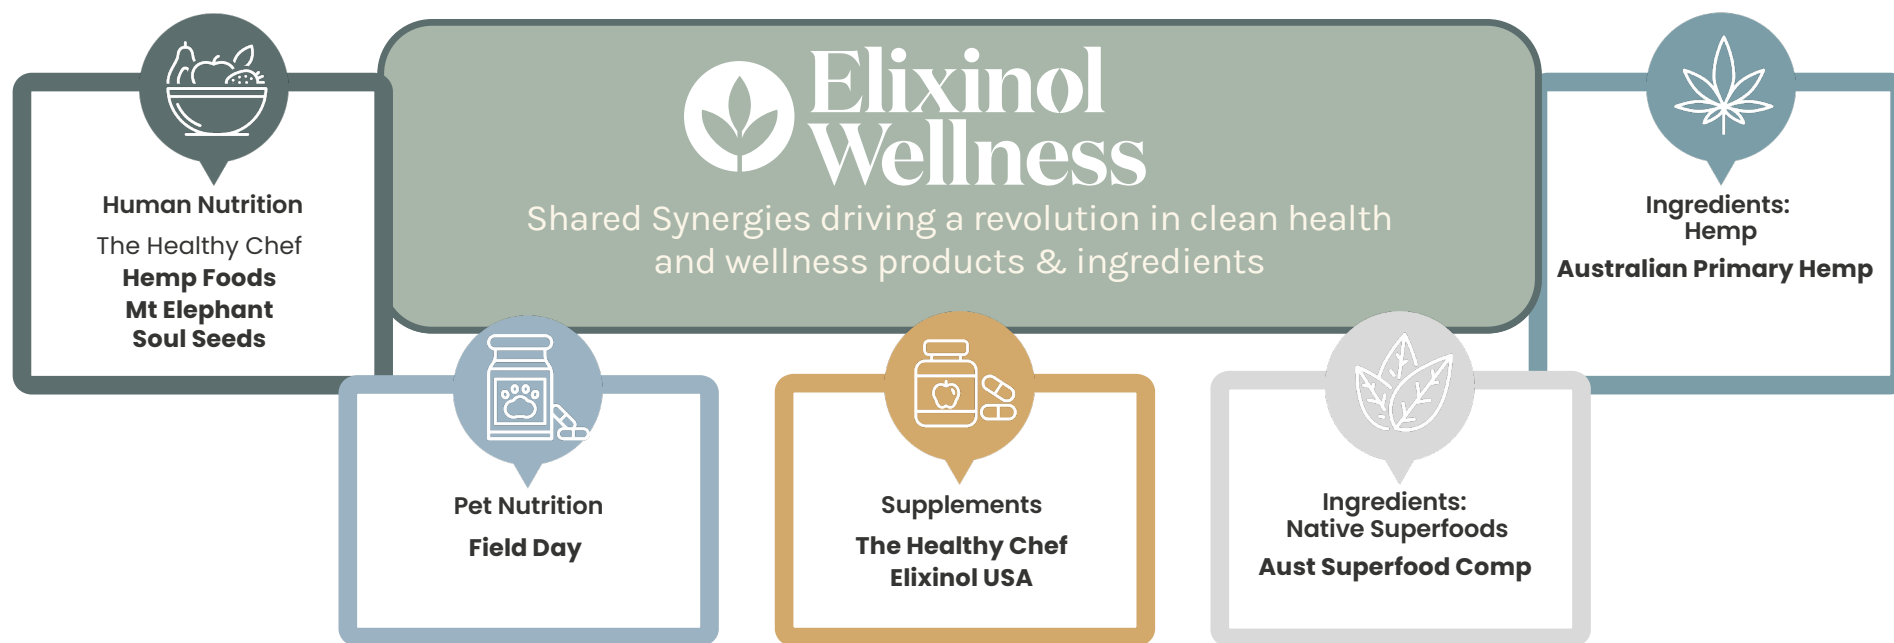 Elixinol
Wellness
Shared Synergies driving a revolution in clean health
and wellness products & ingredients
Human Nutrition
The Healthy Chef
Hemp Foods
Mt Elephant
Soul Seeds
Pet Nutrition
Field Day
Supplements
The Healthy Chef
Elixinol USA
Ingredients:
Native Superfoods
Aust Superfood Comp
Ingredients:
Hemp
Australian Primary Hemp